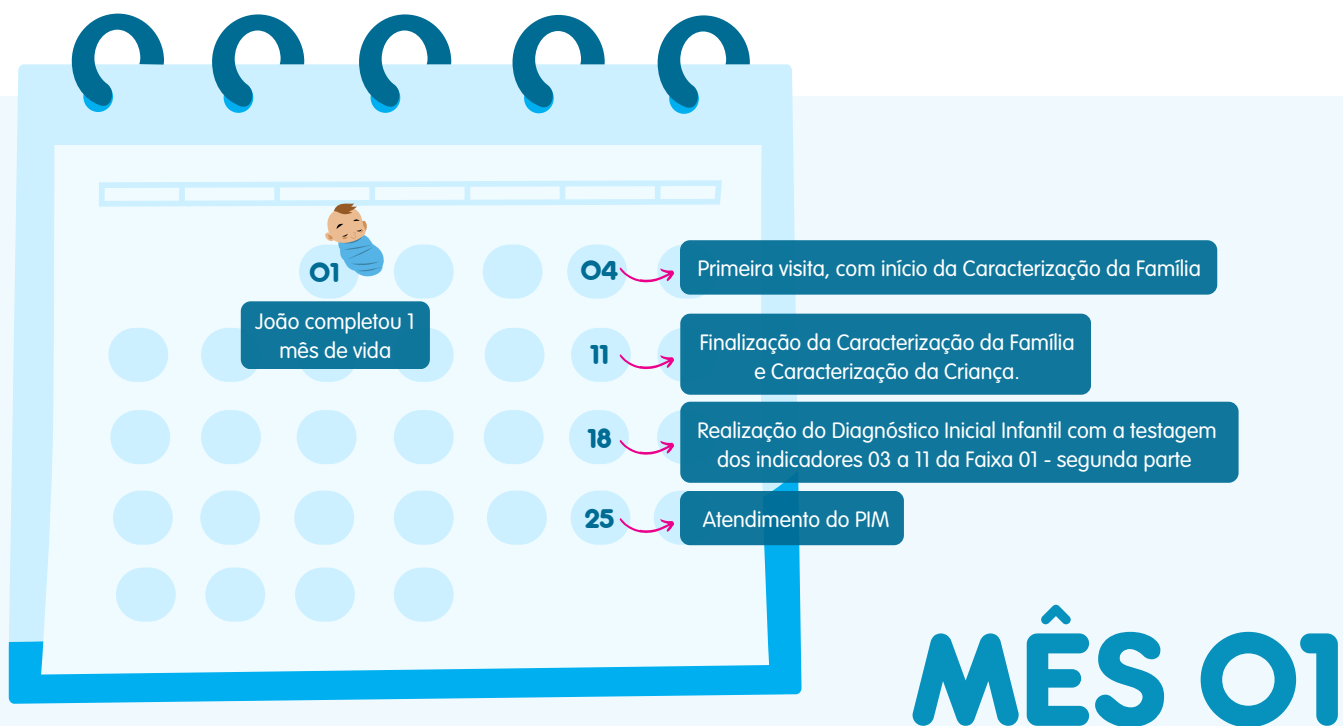 01
João completou 1
mês de vida
04
Primeira visita, com início da Caracterização da Família
11
Finalização da Caracterização da Família
e Caracterização da Criança.
18
Realização do Diagnóstico Inicial Infantil com a testagem
dos indicadores 03 a 11 da Faixa 01 - segunda parte
25
Atendimento do PIM
MÊS 01